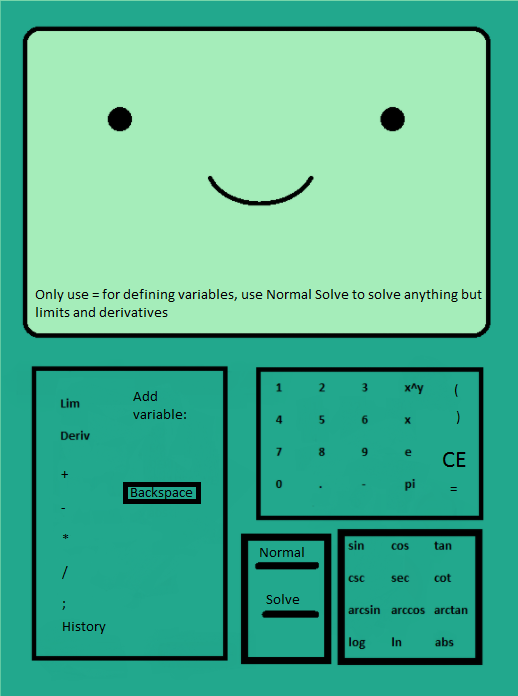 Only use = for defining variables, use Normal Solve to solve anything but
limits and derivatives
Lim
Add
variable:
Deriv
+
-
Backspace
*
/
;
History
1 2 3 x^y (
4 5 6 x )
7 8 9 e CE
0 . - pi =
Normal
Solve
sin cos tan
csc sec cot
arcsin arccos arctan
log ln abs